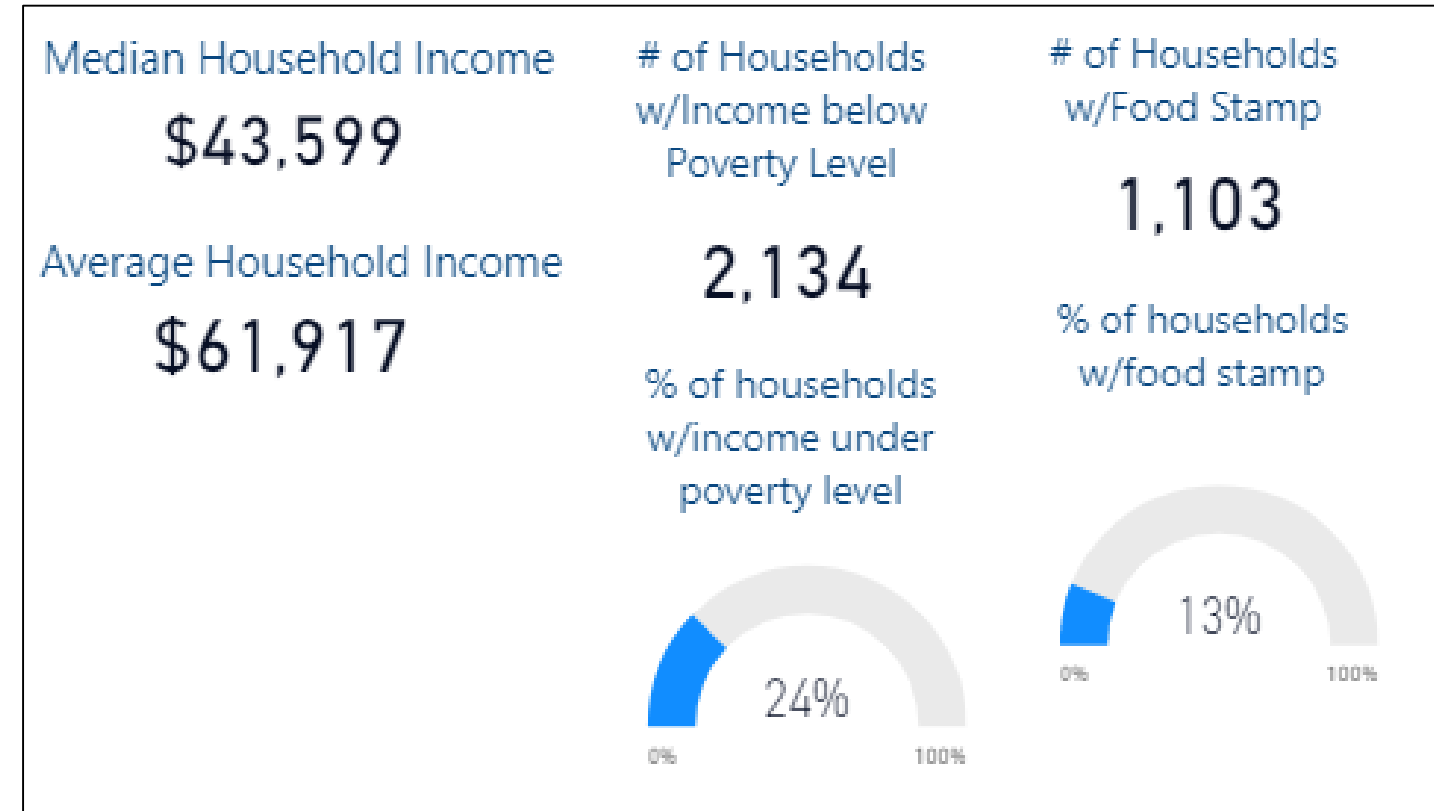 Median Household Income
$43,599
Average Household Income
$61,917
# of Households
w/Income below
Poverty Level
2,134
% of households
w/income under
poverty level
24%
0%
100%
# of Households
w/Food Stamp
1,103
% of households
w/food stamp
13%
0%
100%